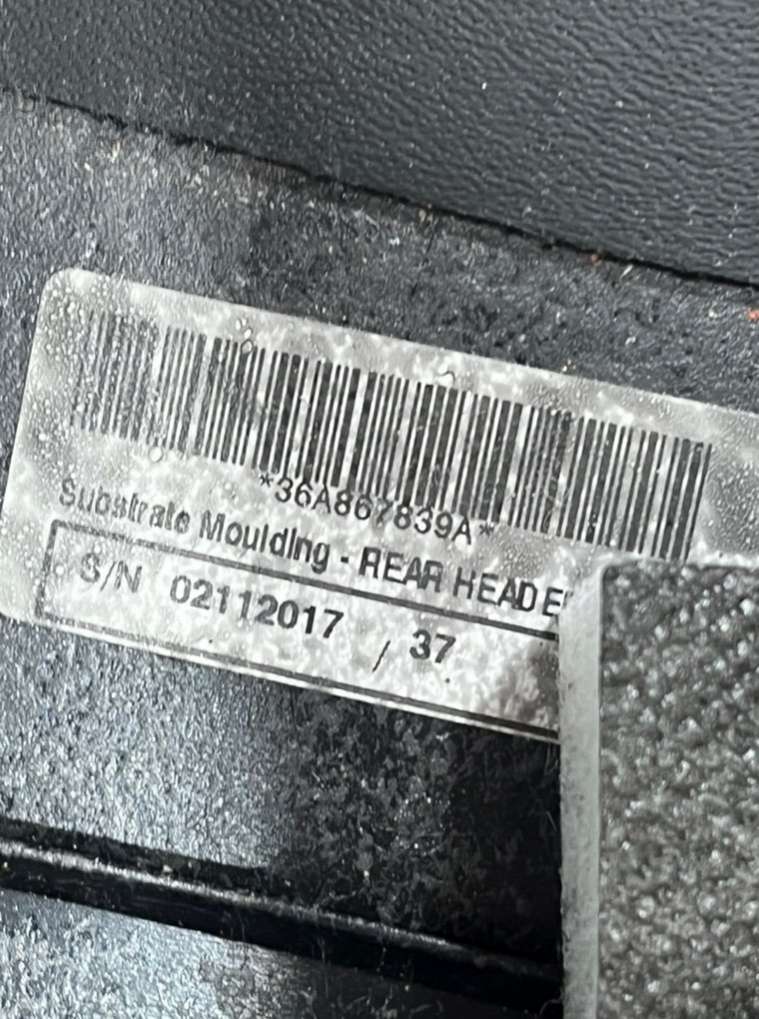 *36A867839A*
Substrate Moulding - REAR HEADE
S/N 02112017 / 37